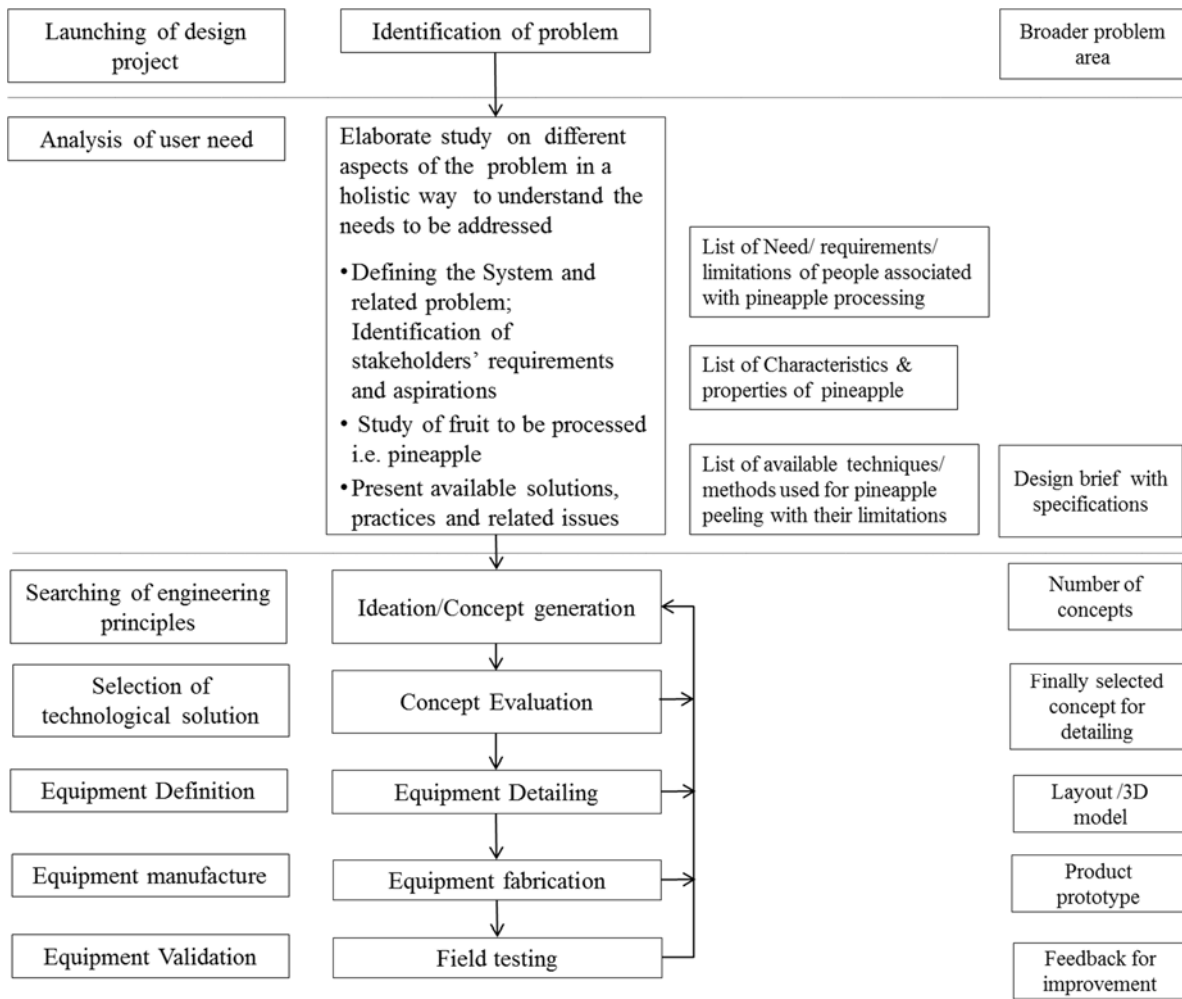 Launching of design
project
Identification of problem
Broader problem
area
Analysis of user need
Elaborate study on different
aspects of the problem in a
holistic way to understand the
needs to be addressed
•Defining the System and
related problem;
Identification of
stakeholders' requirements
and aspirations
• Study of fruit to be processed
i.e. pineapple
•Present available solutions,
practices and related issues
List of Need/ requirements/
limitations of people associated
with pineapple processing
List of Characteristics &
properties of pineapple
List of available techniques/
methods used for pineapple
peeling with their limitations
Design brief with
specifications
Searching of engineering
principles
Ideation/Concept generation
Number of
concepts
Selection of
technological solution
Concept Evaluation
Finally selected
concept for
detailing
Equipment Definition
Equipment Detailing
Layout /3D
model
Equipment manufacture
Equipment fabrication
Product
prototype
Equipment Validation
Field testing
Feedback for
improvement